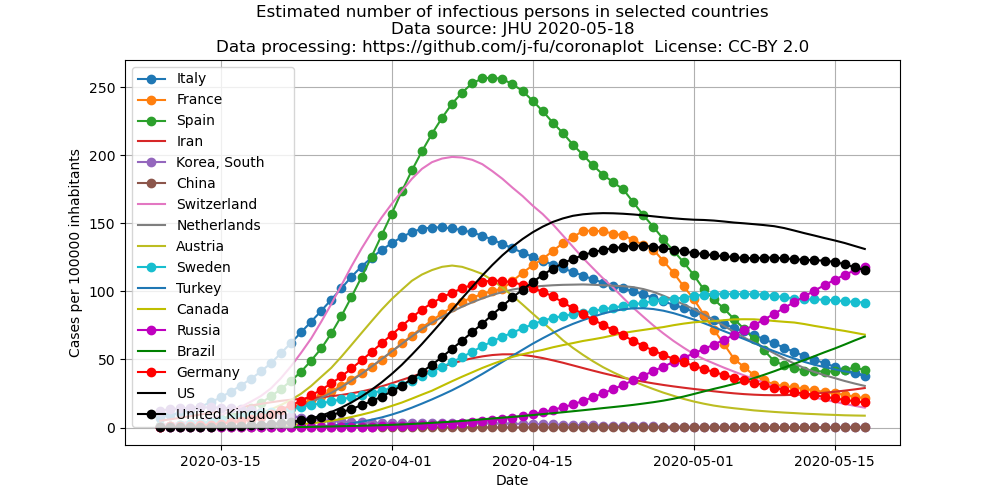 Estimated number of infectious persons in selected countries
Data source: JHU 2020-05-18
Data processing: https://github.com/j-fu/coronaplot  License: CC-BY 2.0
Cases per 100000 inhabitants
250
200
150
100
50
0
Italy
France
Spain
Iran
Korea, South
China
Switzerland
Netherlands
Austria
Sweden
Turkey
Canada
Russia
Brazil
Germany
US
United Kingdom
2020-03-15
2020-04-01
2020-04-15
2020-05-01
2020-05-15
Date